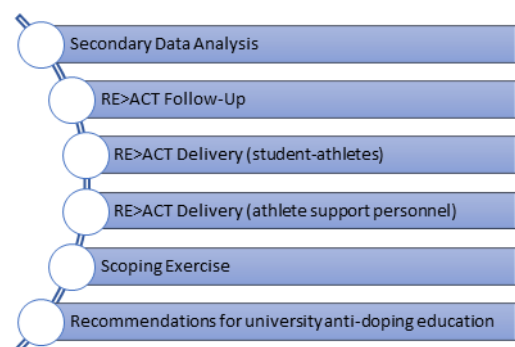 Secondary Data Analysis
RE>ACT Follow-Up
RE>ACT Delivery (student-athletes)
RE>ACT Delivery (athlete support personnel)
Scoping Exercise
Recommendations for university anti-doping education